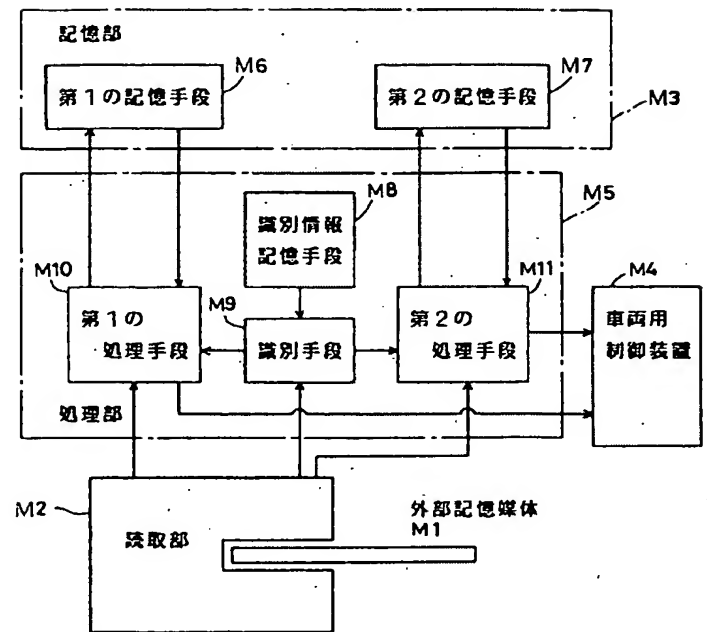 記憶部
M6
第1の記憶手段
M7
第2の記憶手段
M3
M8
識別情報
記憶手段
M5
M10
第1の
処理手段
M9
識別手段
M11
第2の
処理手段
M4
車両用
制御装置
処理部
M2
読取部
外部記憶媒体
M1